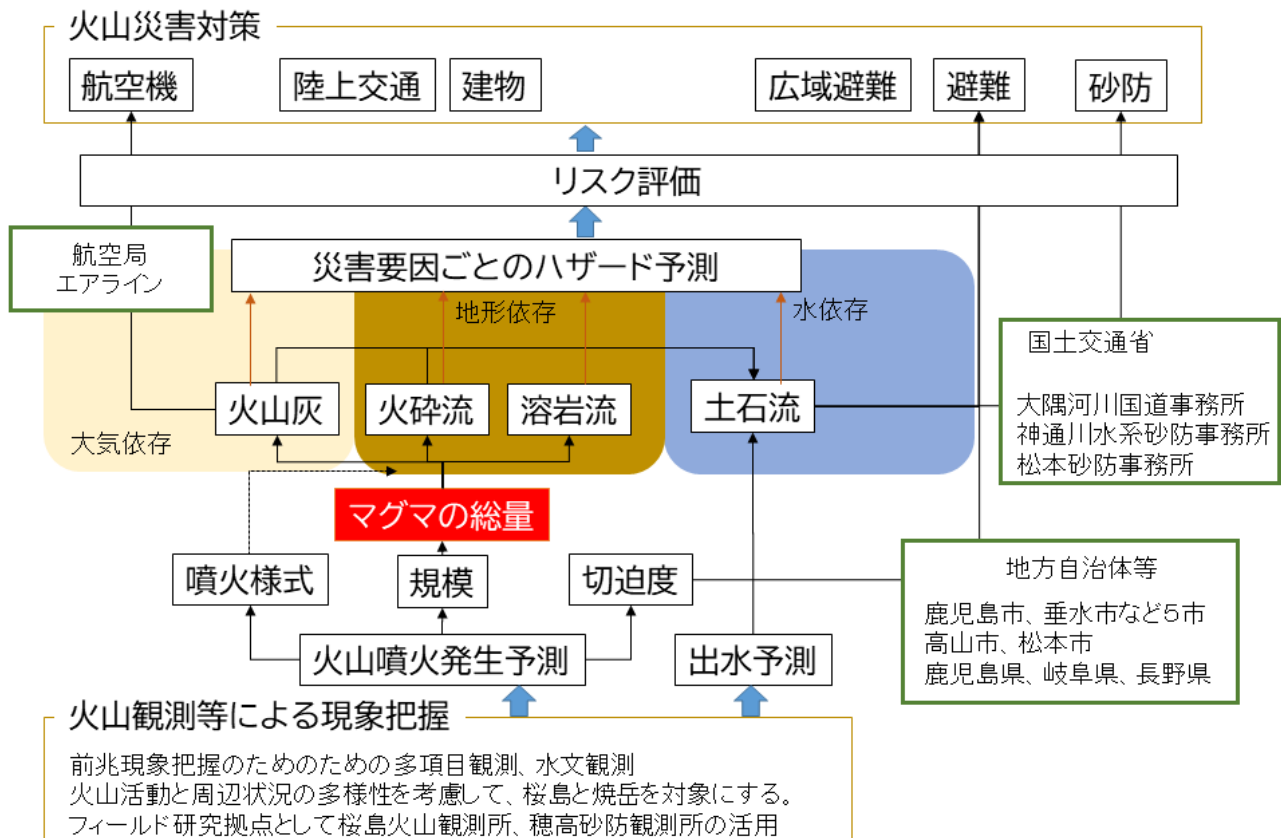 火山災害対策
航空機
陸上交通
建物
広域避難
避難
砂防
リスク評価
航空局
エアライン
災害要因ごとのハザード予測
地形依存
水依存
国土交通省
大隅河川国道事務所
神通川水系砂防事務所
松本砂防事務所
火山灰
火砕流
溶岩流
土石流
大気依存
マグマの総量
噴火様式
規模
切迫度
地方自治体等
鹿児島市、垂水市など5市
高山市、松本市
鹿児島県、岐阜県、長野県
火山噴火発生予測
出水予測
火山観測等による現象把握
前兆現象把握のためのための多項目観測、水文観測
火山活動と周辺状況の多様性を考慮して、桜島と焼岳を対象にする。
フィールド研究拠点として桜島火山観測所、穂高砂防観測所の活用